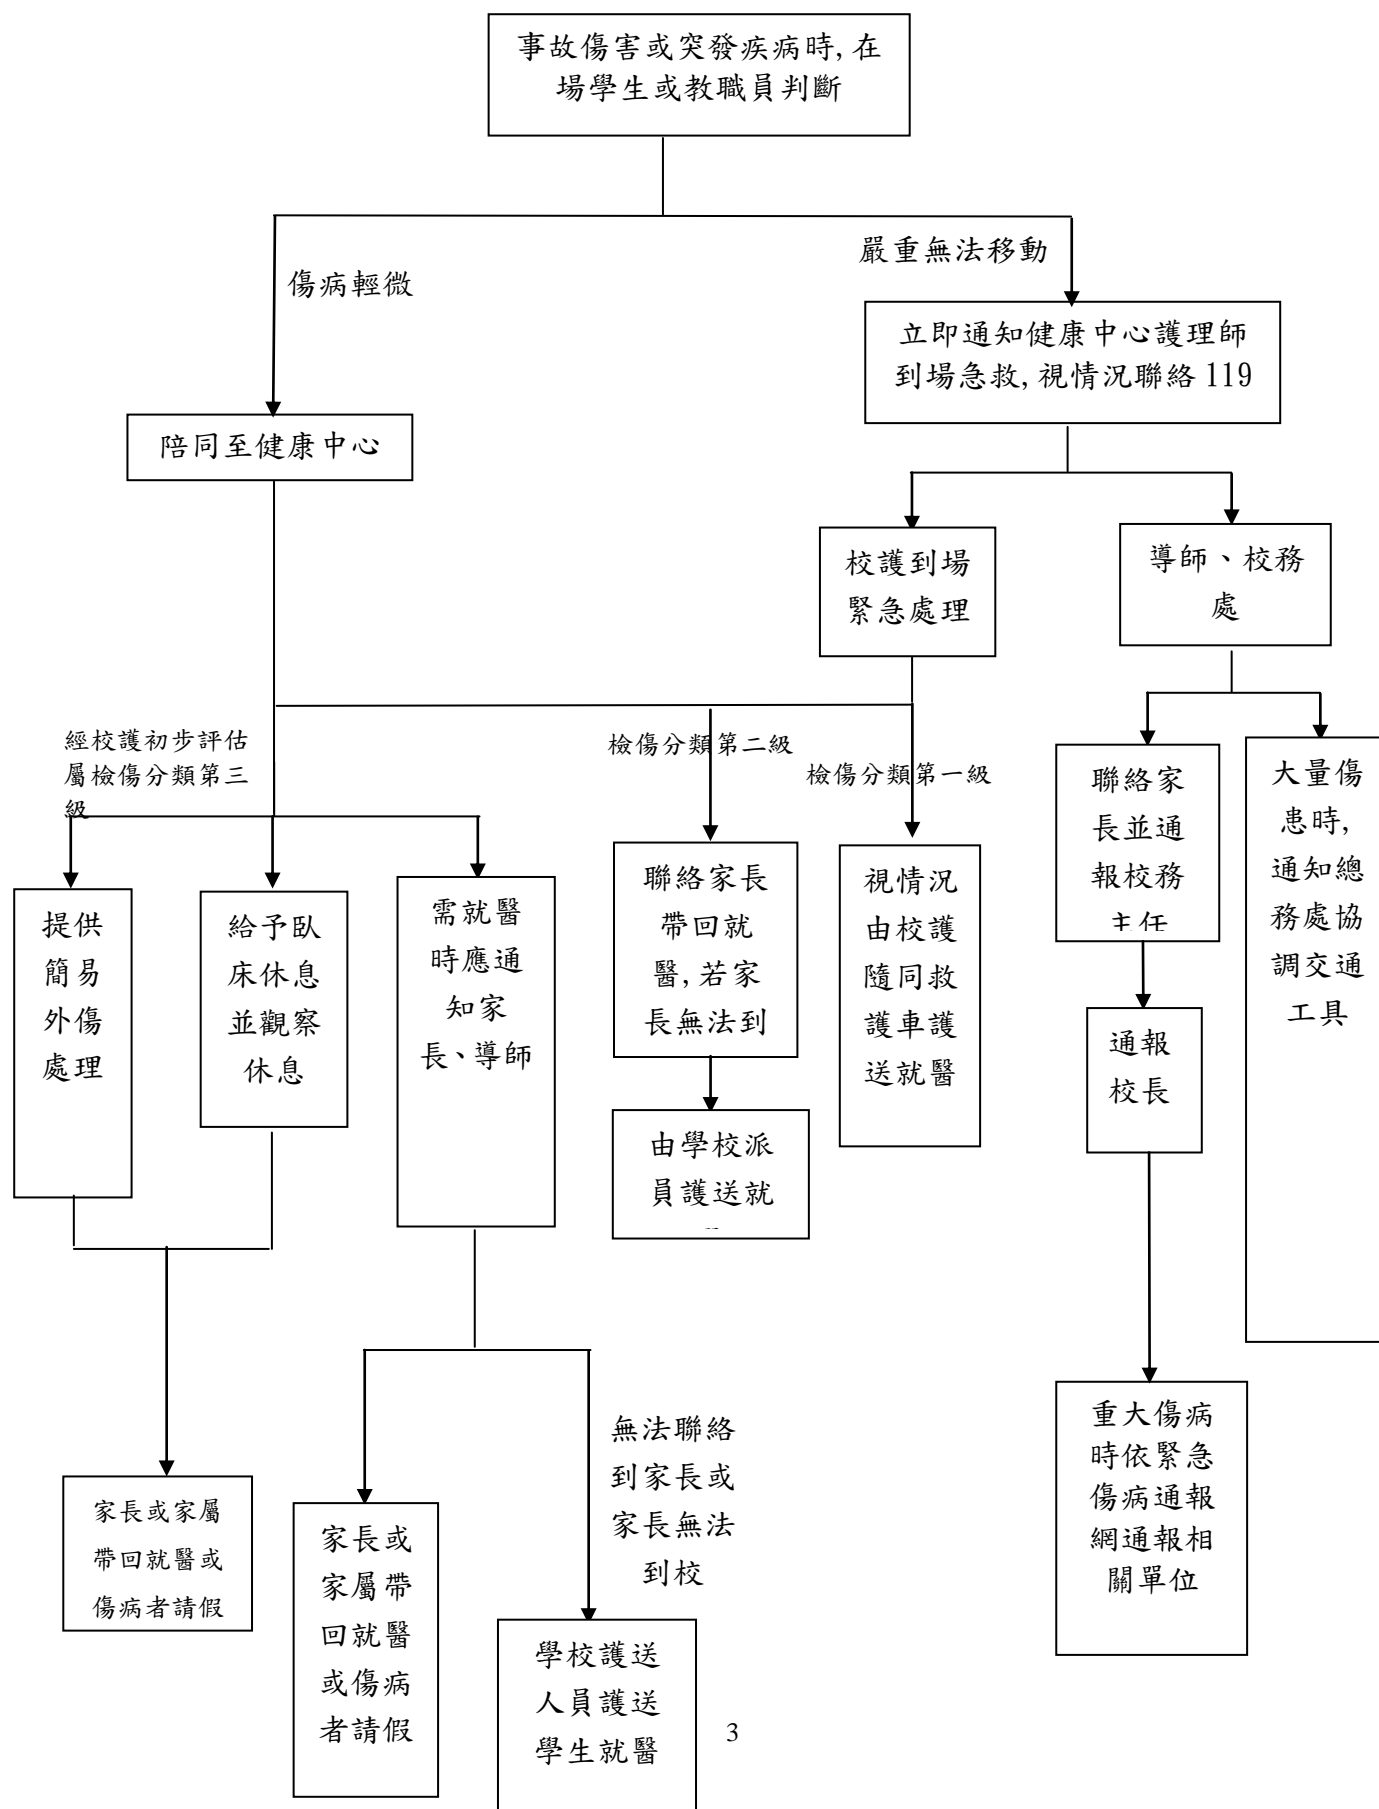 事故傷害或突發疾病時,在
場學生或教職員判斷
傷病輕微
嚴重無法移動
立即通知健康中心護理師
到場急救,視情況聯絡119
陪同至健康中心
校護到場
緊急處理
導師、校務
處
經校護初步評估
屬檢傷分類第三
級
檢傷分類第二級
檢傷分類第一級
提供
簡易
外傷
處理
給予臥
床休息
並觀察
休息
需就醫
時應通
知家
長、導師
聯絡家長
帶回就
醫,若家
長無法到
視情況
由校護
隨同救
護車護
送就醫
聯絡家
長並通
報校務
主任
大量傷
患時,
通知總
務處協
調交通
工具
由學校派
員護送就
通報
校長
重大傷病
時依緊急
傷病通報
網通報相
關單位
無法聯絡
到家長或
家長無法
到校
家長或家屬
帶回就醫或
傷病者請假
家長或
家屬帶
回就醫
或傷病
者請假
學校護送
人員護送
學生就醫
3